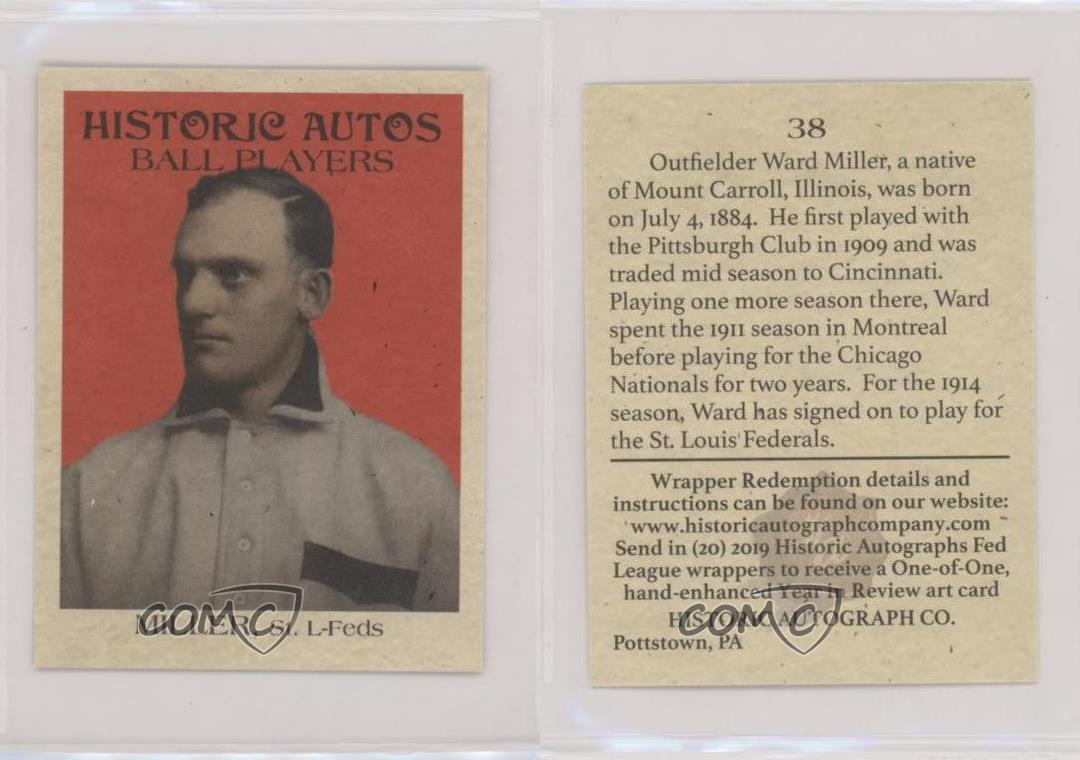 HISTORIC AUTOS
BALL PLAYERS
MILLER, St. L-Feds
COMC
38
Outfielder Ward Miller, a native
of Mount Carroll, Illinois, was born
on July 4, 1884. He first played with
the Pittsburgh Club in 1909 and was
traded mid season to Cincinnati.
Playing one more season there, Ward
spent the 1911 season in Montreal
before playing for the Chicago
Nationals for two years. For the 1914
season, Ward has signed on to play for
the St. Louis Federals.
Wrapper Redemption details and
instructions can be found on our website:
www.historicautographcompany.com
Send in (20) 2019 Historic Autographs Fed
League wrappers to receive a One-of-One,
hand-enhanced Year in Review art card
HISTORIC AUTOGRAPH CO.
COMC
Pottstown, PA